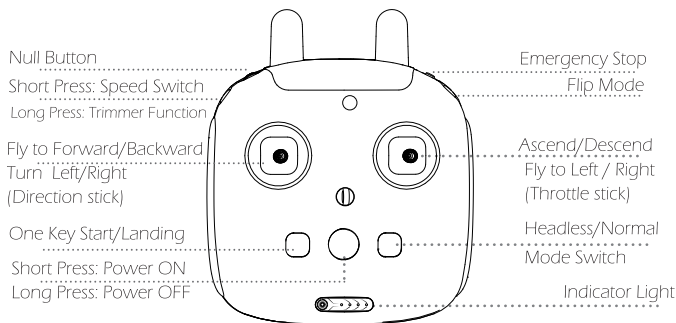 Null Button
Short Press: Speed Switch
Long Press: Trimmer Function
Fly to Forward/Backward
Turn Left/Right
(Direction stick)
One Key Start/Landing
Short Press: Power ON
Long Press: Power OFF
Emergency Stop
Flip Mode
Ascend/Descend
Fly to Left / Right
(Throttle stick)
Headless/Normal
Mode Switch
Indicator Light